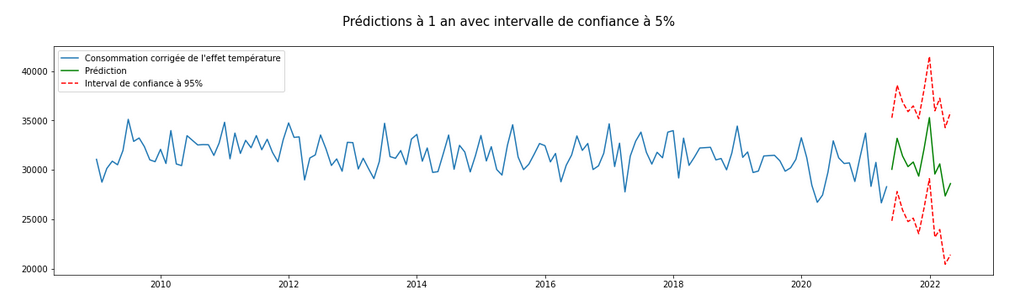 Prédictions à 1 an avec intervalle de confiance à 5%
Consommation corrigée de l'effet température
Prédiction
Interval de confiance à 95%
40000
35000
30000
25000
20000
2010 2012 2014 2016 2018 2020 2022